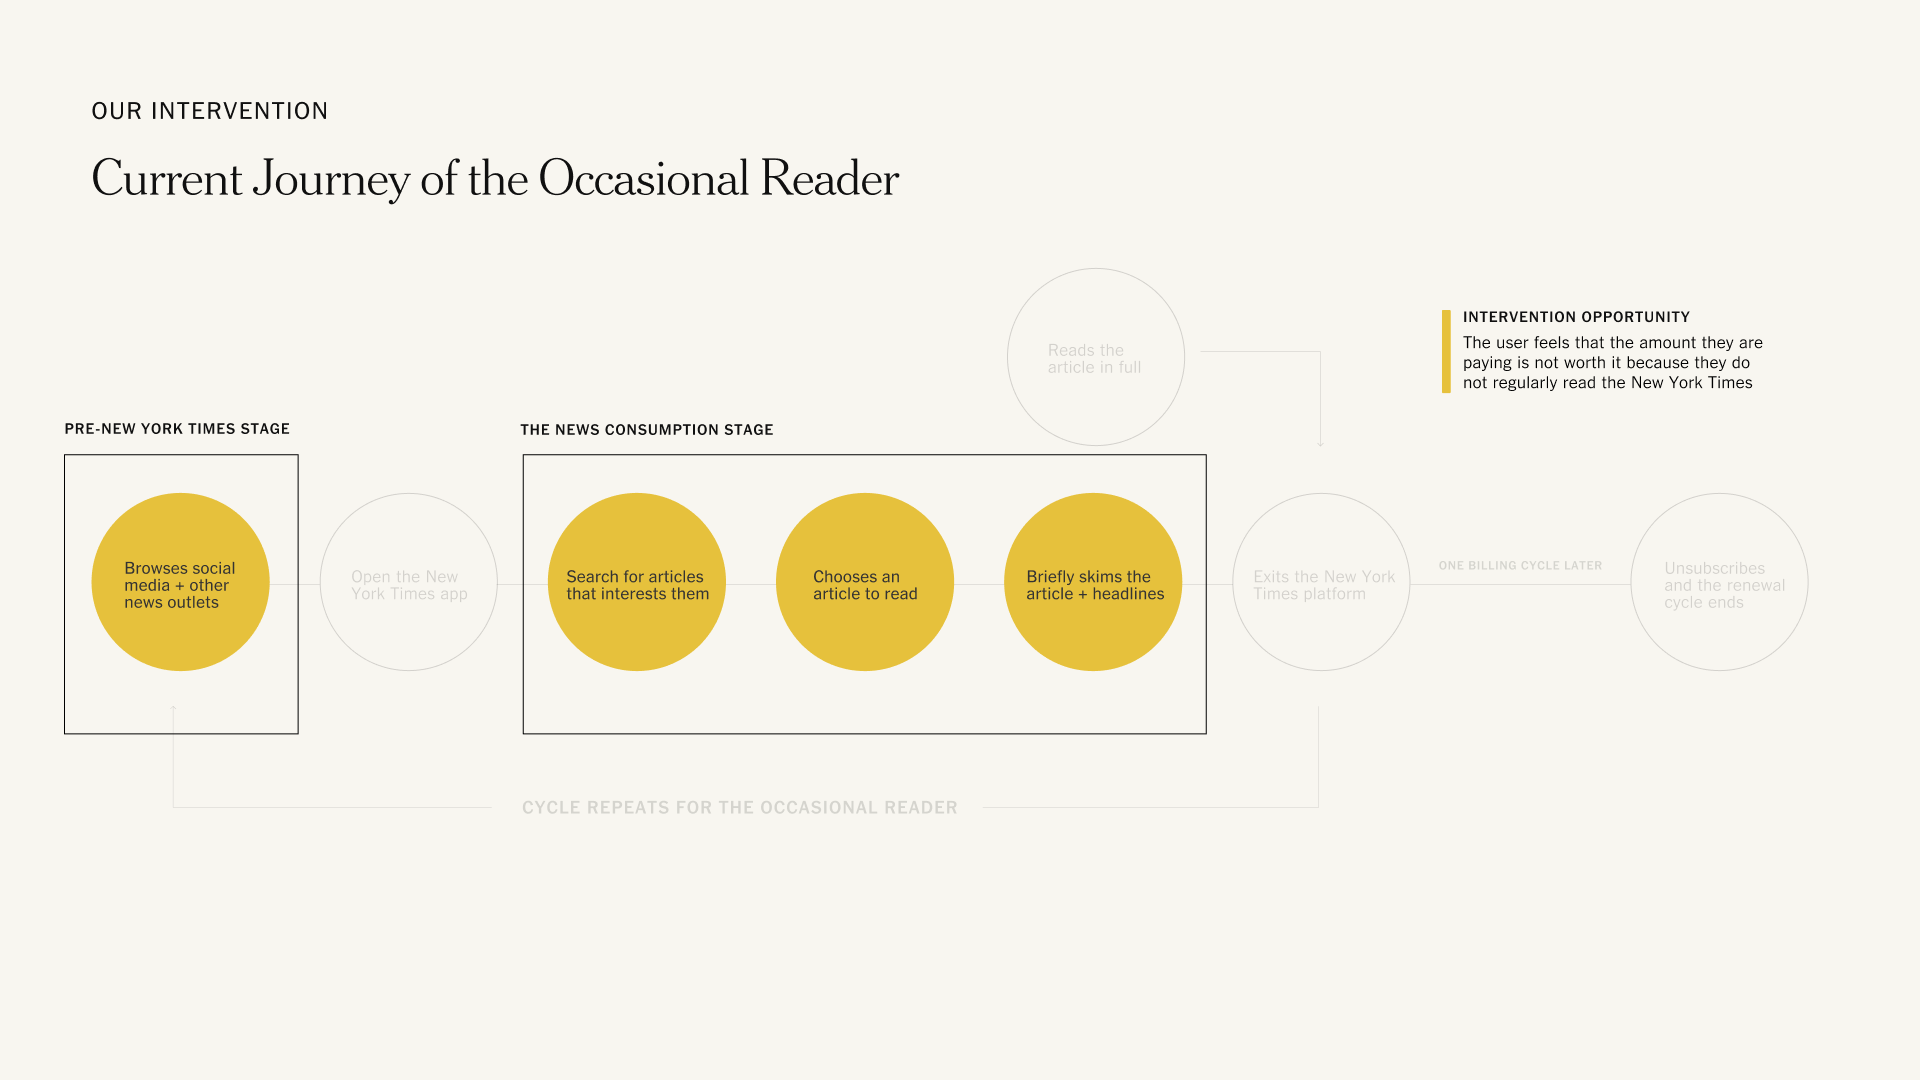 OUR INTERVENTION
Current Journey of the Occasional Reader
Reads the
article in full
INTERVENTION OPPORTUNITY
The user feels that the amount they are
paying is not worth it because they do
not regularly read the New York Times
PRE-NEW YORK TIMES STAGE
THE NEWS CONSUMPTION STAGE
Browses social
media + other
news outlets
Open the New
York Times app
Search for articles
that interests them
Chooses an
article to read
Briefly skims the
article + headlines
Exits the New York
Times platform
ONE BILLING CYCLE LATER
Unsubscribes
and the renewal
cycle ends
CYCLE REPEATS FOR THE OCCASIONAL READER